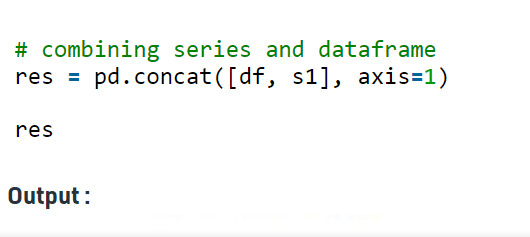 # combining series and dataframe
res = pd.concat([df, s1], axis=1)
res
Output :